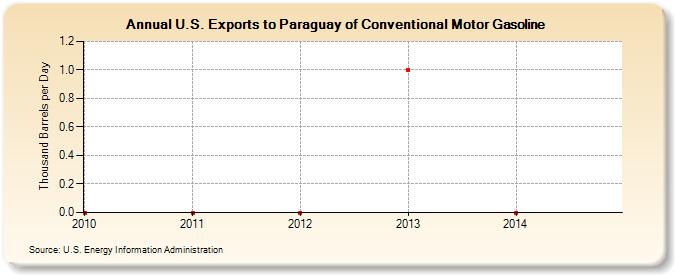 Annual U.S. Exports to Paraguay of Conventional Motor Gasoline
Thousand Barrels per Day
1.2
1.0
0.8
0.6
0.4
0.2
0.0
2010 2011 2012 2013 2014
Source: U.S. Energy Information Administration